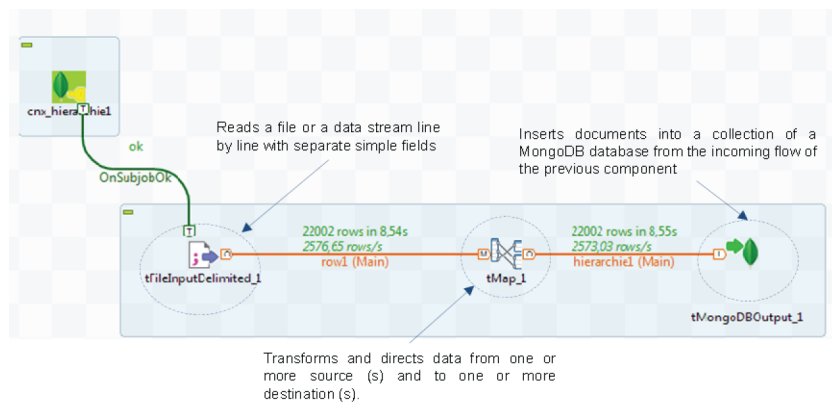 cnx_hierarchie1
ok
OnSubjobOk
Reads a file or a data stream line
by line with separate simple fields
Inserts documents into a collection of a
MongoDB database from the incoming flow of
the previous component
22002 rows in 8,54s
2576,65 rows/s
row1 (Main)
22002 rows in 8,55s
2573,03 rows/s
hierarchie1 (Main)
tFileInputDelimited_1
tMap_1
tMongoDBOutput_1
Transforms and directs data from one or
more source (s) and to one or more
destination (s).